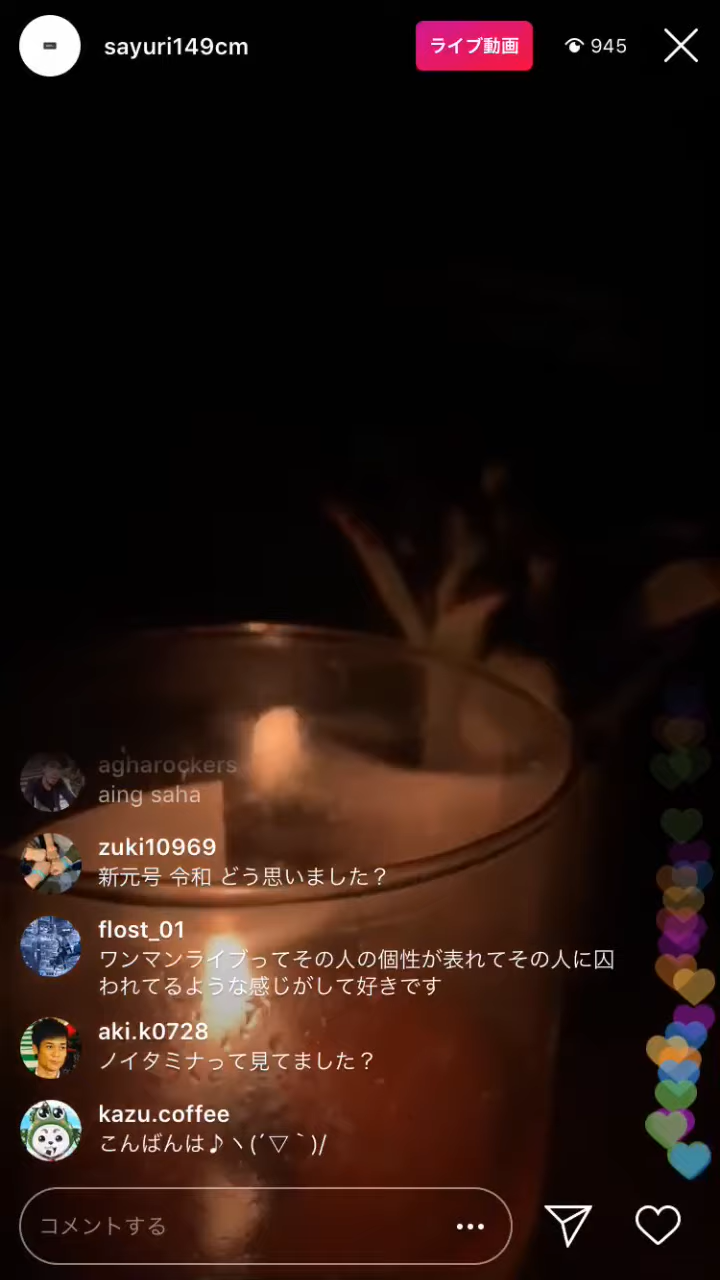 sayuri149cm
ライブ動画
945
agharockers
aing saha
zuki10969
新元号 令和 どう思いました？
flost_01
ワンマンライブってその人の個性が表れてその人に囚
われてるような感じがして好きです
aki.k0728
ノイタミナって見てました？
kazu.coffee
こんばんは♪ヽ(´▽｀)/
コメントする